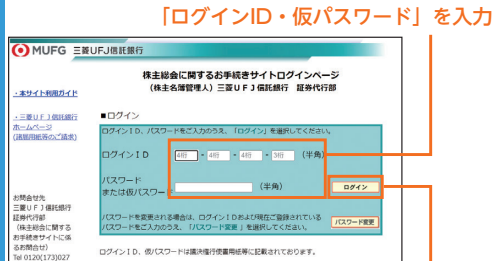 「ログインID・仮パスワード」を入力
MUFG 三菱UFJ信託銀行
株主総会に関するお手続きサイトログインページ
(株主名簿管理人)三菱UFJ信託銀行 証券代行部
・本サイト利用ガイド
・三菱UFJ信託銀行
ホームページ
(諸届用紙等のご請求)
■ログイン
ログインID、パスワードをご入力のうえ、「ログイン」を選択してください。
ログインID 4桁 - 4桁 - 4桁 - 3桁 (半角)
パスワード
または仮パスワード (半角)
ログイン
パスワードを変更される場合は、ログインIDおよび現在ご登録されている
パスワードをご入力のうえ、「パスワード変更」を選択してください。
パスワード変更
お問合せ先
三菱UFJ信託銀行
証券代行部
(株主総会に関する
お手続きサイトに係
るお問合せ)
Tel 0120(173)027
ログインID、仮パスワードは議決権行使書用紙等に記載されております。